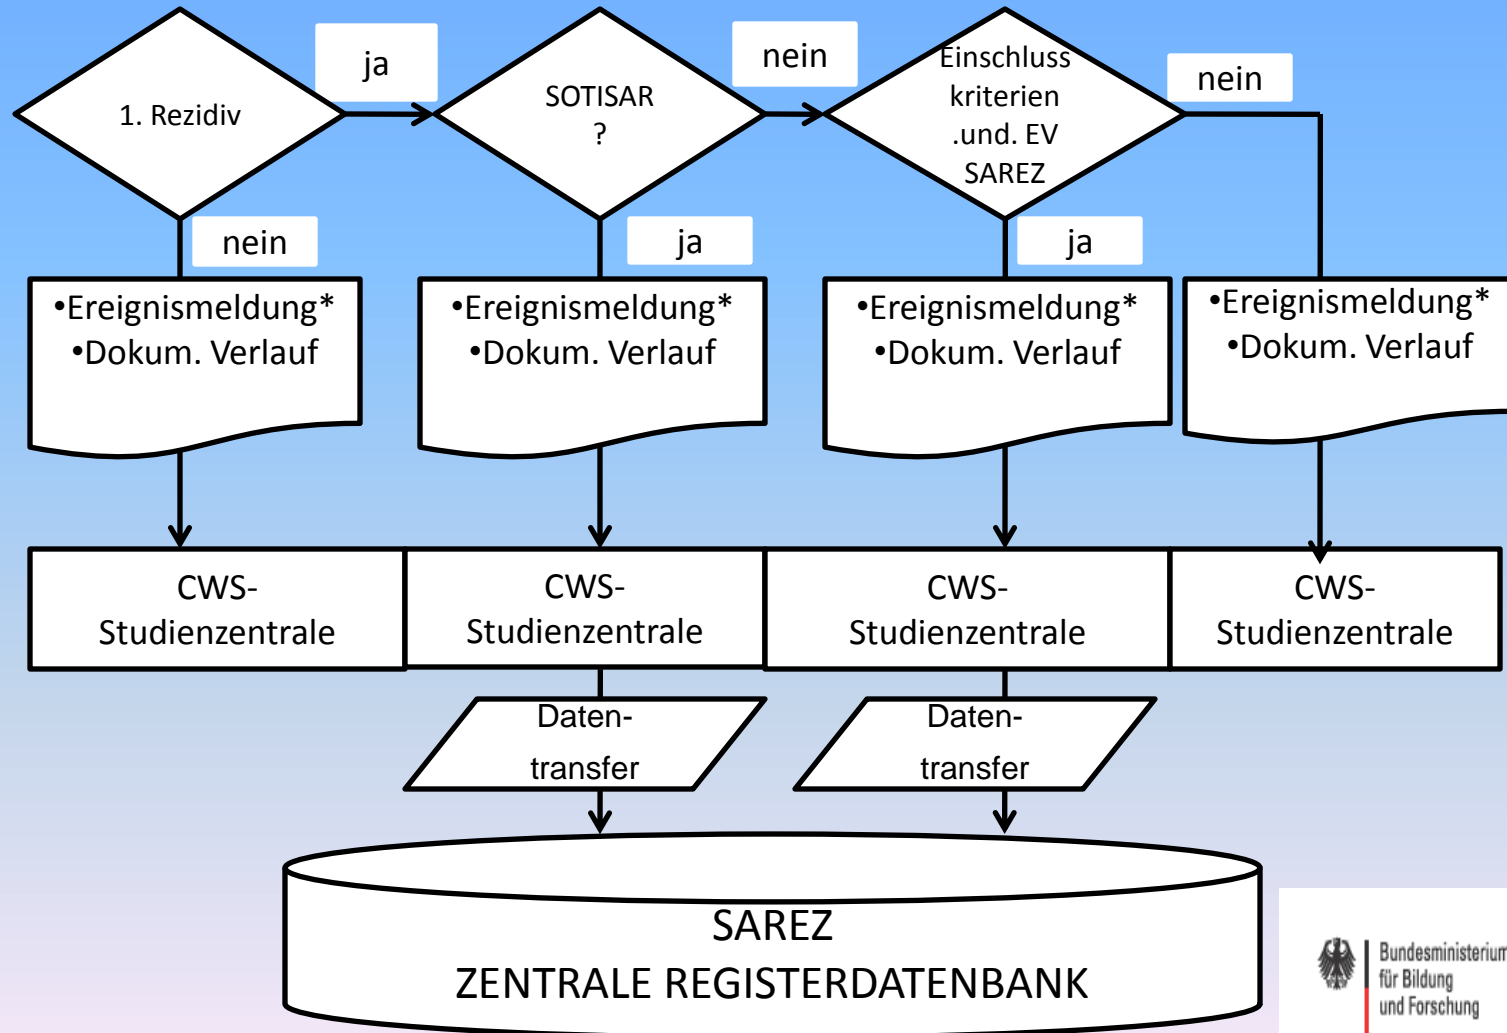 1. Rezidiv
ja
SOTISAR
?
nein
Einschluss
kriterien
.und. EV
SAREZ
nein
nein
ja
ja
•Ereignismeldung*
•Dokum. Verlauf
•Ereignismeldung*
•Dokum. Verlauf
•Ereignismeldung*
•Dokum. Verlauf
•Ereignismeldung*
•Dokum. Verlauf
CWS-
Studienzentrale
CWS-
Studienzentrale
CWS-
Studienzentrale
CWS-
Studienzentrale
Daten-
transfer
Daten-
transfer
SAREZ
ZENTRALE REGISTERDATENBANK
Bundesministerium
für Bildung
und Forschung